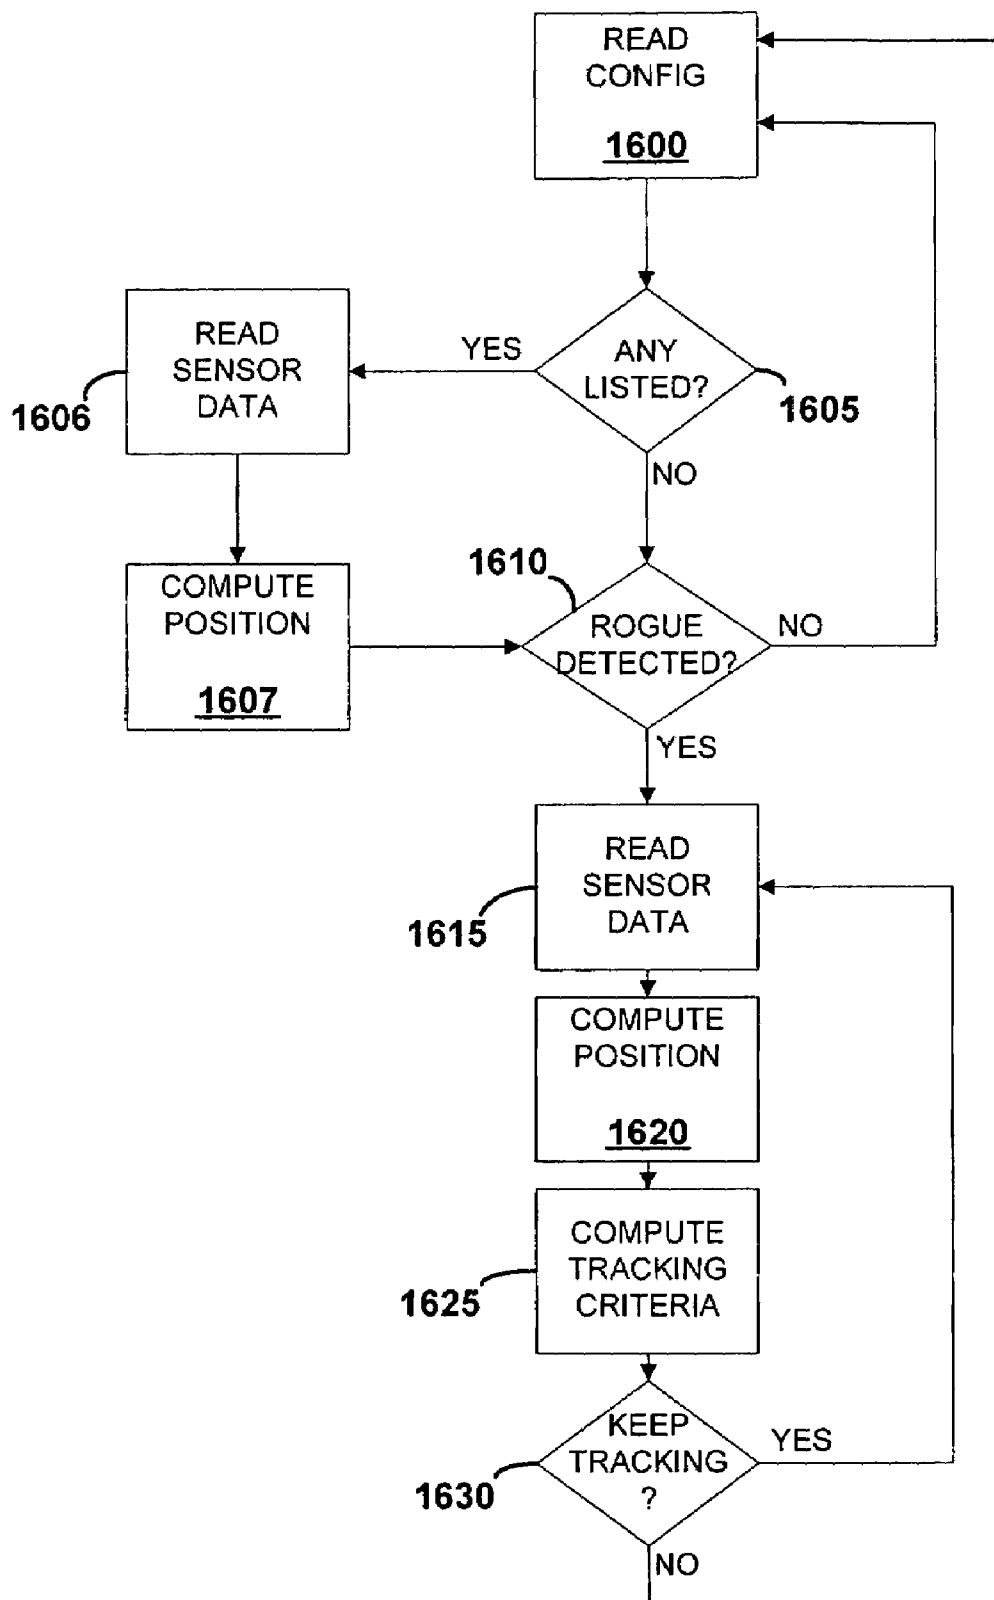 READ
CONFIG
1600
READ
SENSOR
DATA
1606
YES
ANY
LISTED?
1605
NO
COMPUTE
POSITION
1607
1610
ROGUE
DETECTED?
NO
YES
READ
SENSOR
DATA
1615
COMPUTE
POSITION
1620
COMPUTE
TRACKING
CRITERIA
1625
KEEP
TRACKING
?
YES
1630
NO